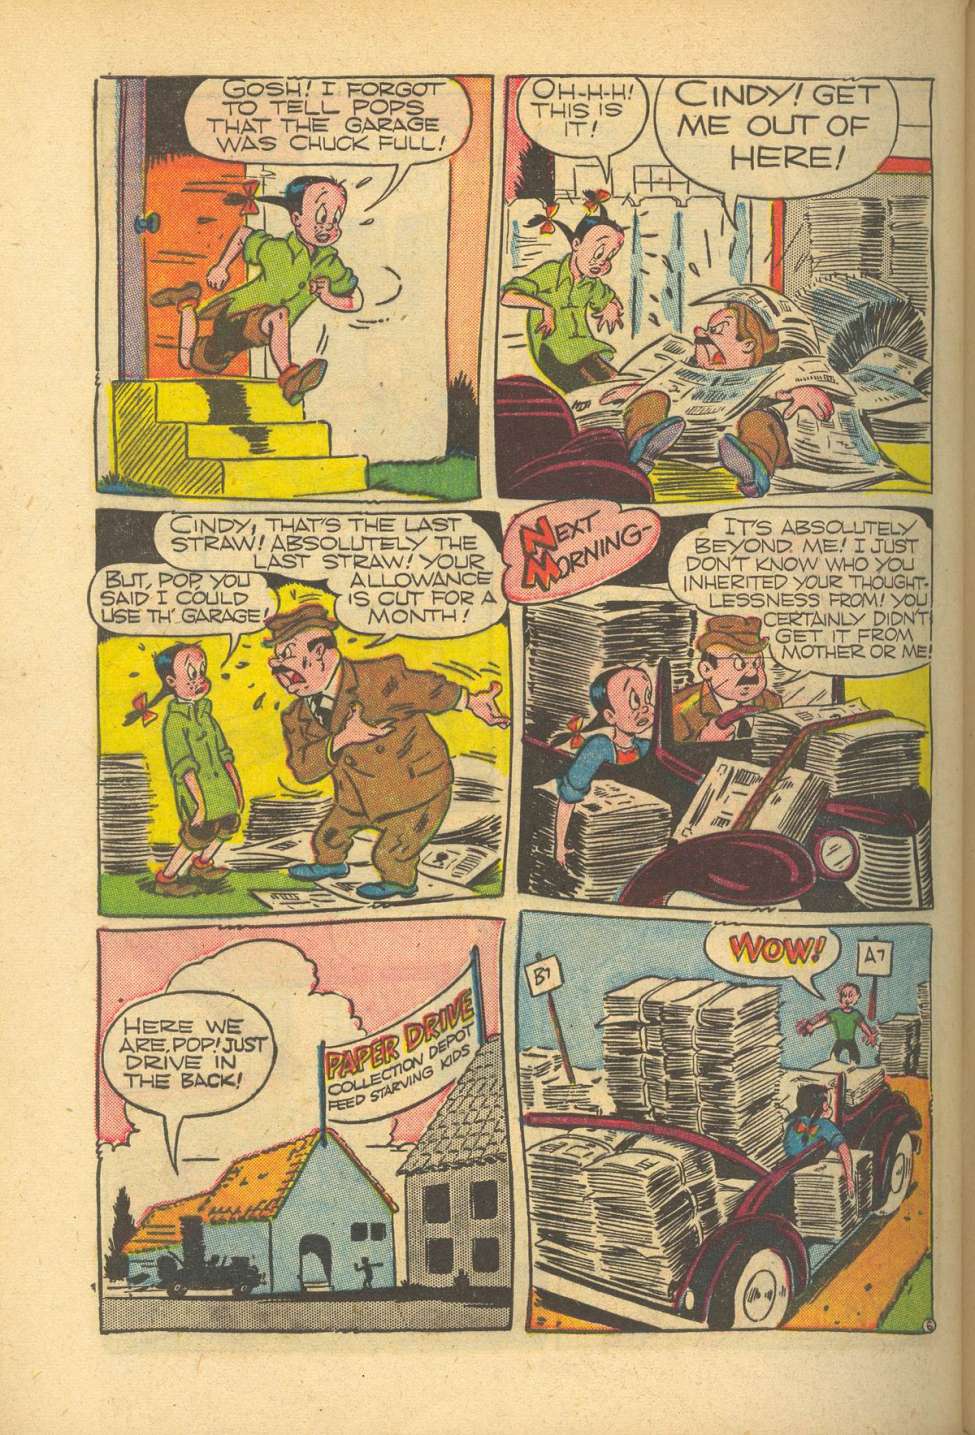 GOSH! I FORGOT
TO TELL POPS
THAT THE GARAGE
WAS CHUCK FULL!
OH-H-H!
THIS IS
IT!
CINDY! GET
ME OUT OF
HERE!
CINDY, THAT'S THE LAST
STRAW! ABSOLUTELY THE
LAST STRAW! YOUR
ALLOWANCE
IS CUT FOR A
MONTH!
BUT, POP, YOU
SAID I COULD
USE TH' GARAGE!
NEXT
MORNING-
IT'S ABSOLUTELY
BEYOND ME! I JUST
DON'T KNOW WHO YOU
INHERITED YOUR THOUGHT-
LESSNESS FROM! YOU
CERTAINLY DIDN'T
GET IT FROM
MOTHER OR ME!
HERE WE
ARE, POP! JUST
DRIVE IN
THE BACK!
PAPER DRIVE
COLLECTION DEPOT
FEED STARVING KIDS
WOW!
B7
A7
6